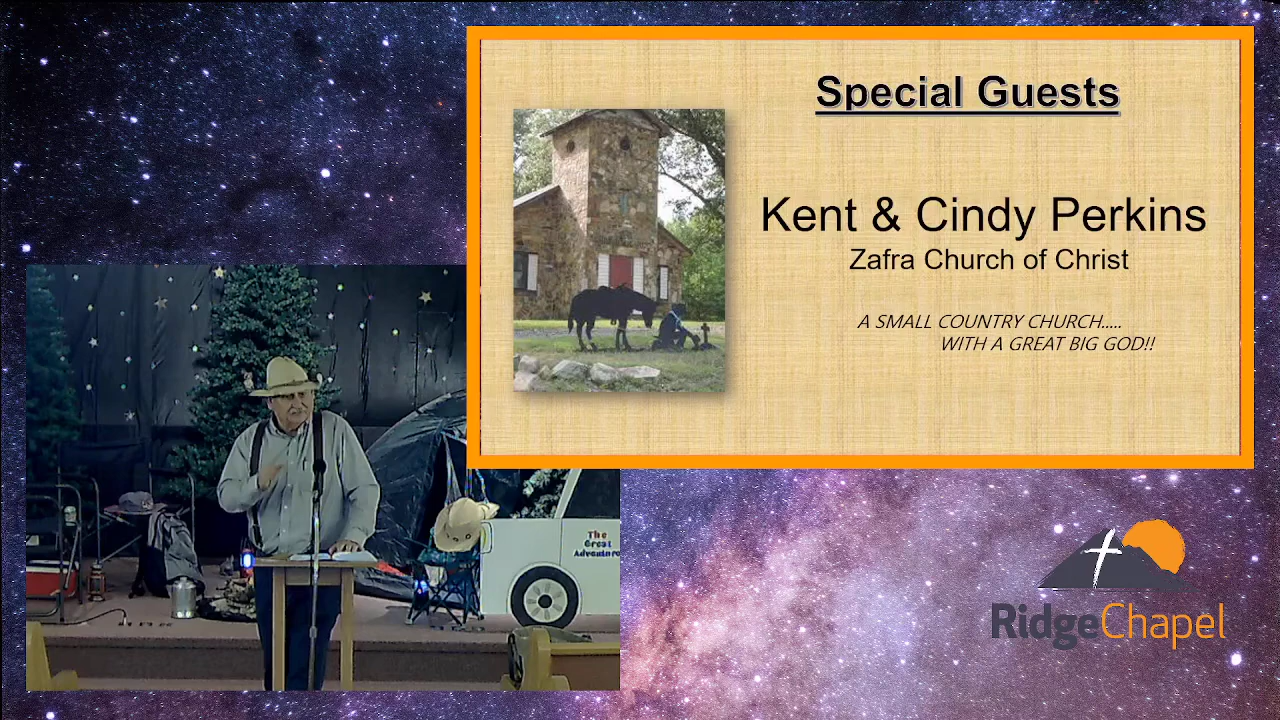 Special Guests
Kent & Cindy Perkins
Zafra Church of Christ
A SMALL COUNTRY CHURCH.....
WITH A GREAT BIG GOD!!
The
Great
Adventure
RidgeChapel